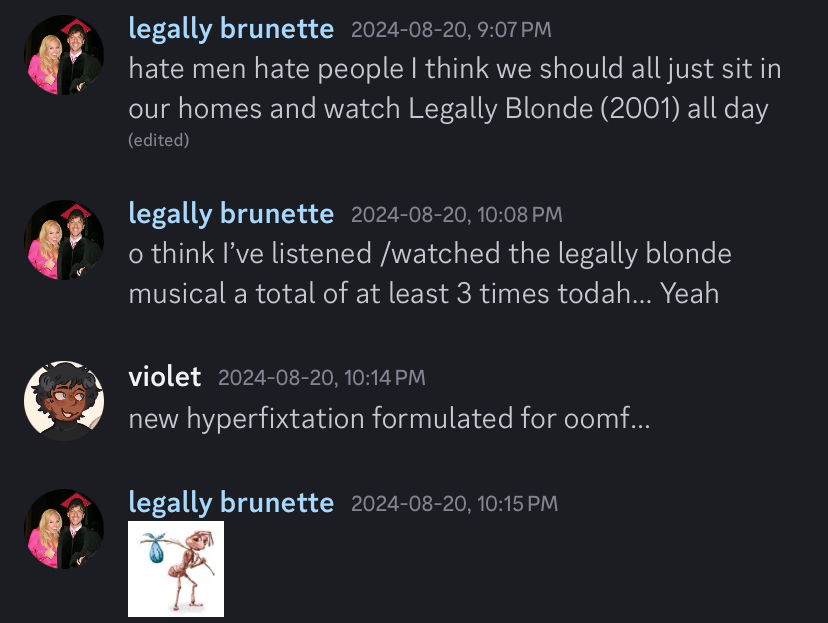 legally brunette 2024-08-20, 9:07 PM
hate men hate people I think we should all just sit in
our homes and watch Legally Blonde (2001) all day
(edited)
legally brunette 2024-08-20, 10:08 PM
o think I've listened /watched the legally blonde
musical a total of at least 3 times todah... Yeah
violet 2024-08-20, 10:14 PM
new hyperfixtation formulated for oomf...
legally brunette 2024-08-20, 10:15 PM